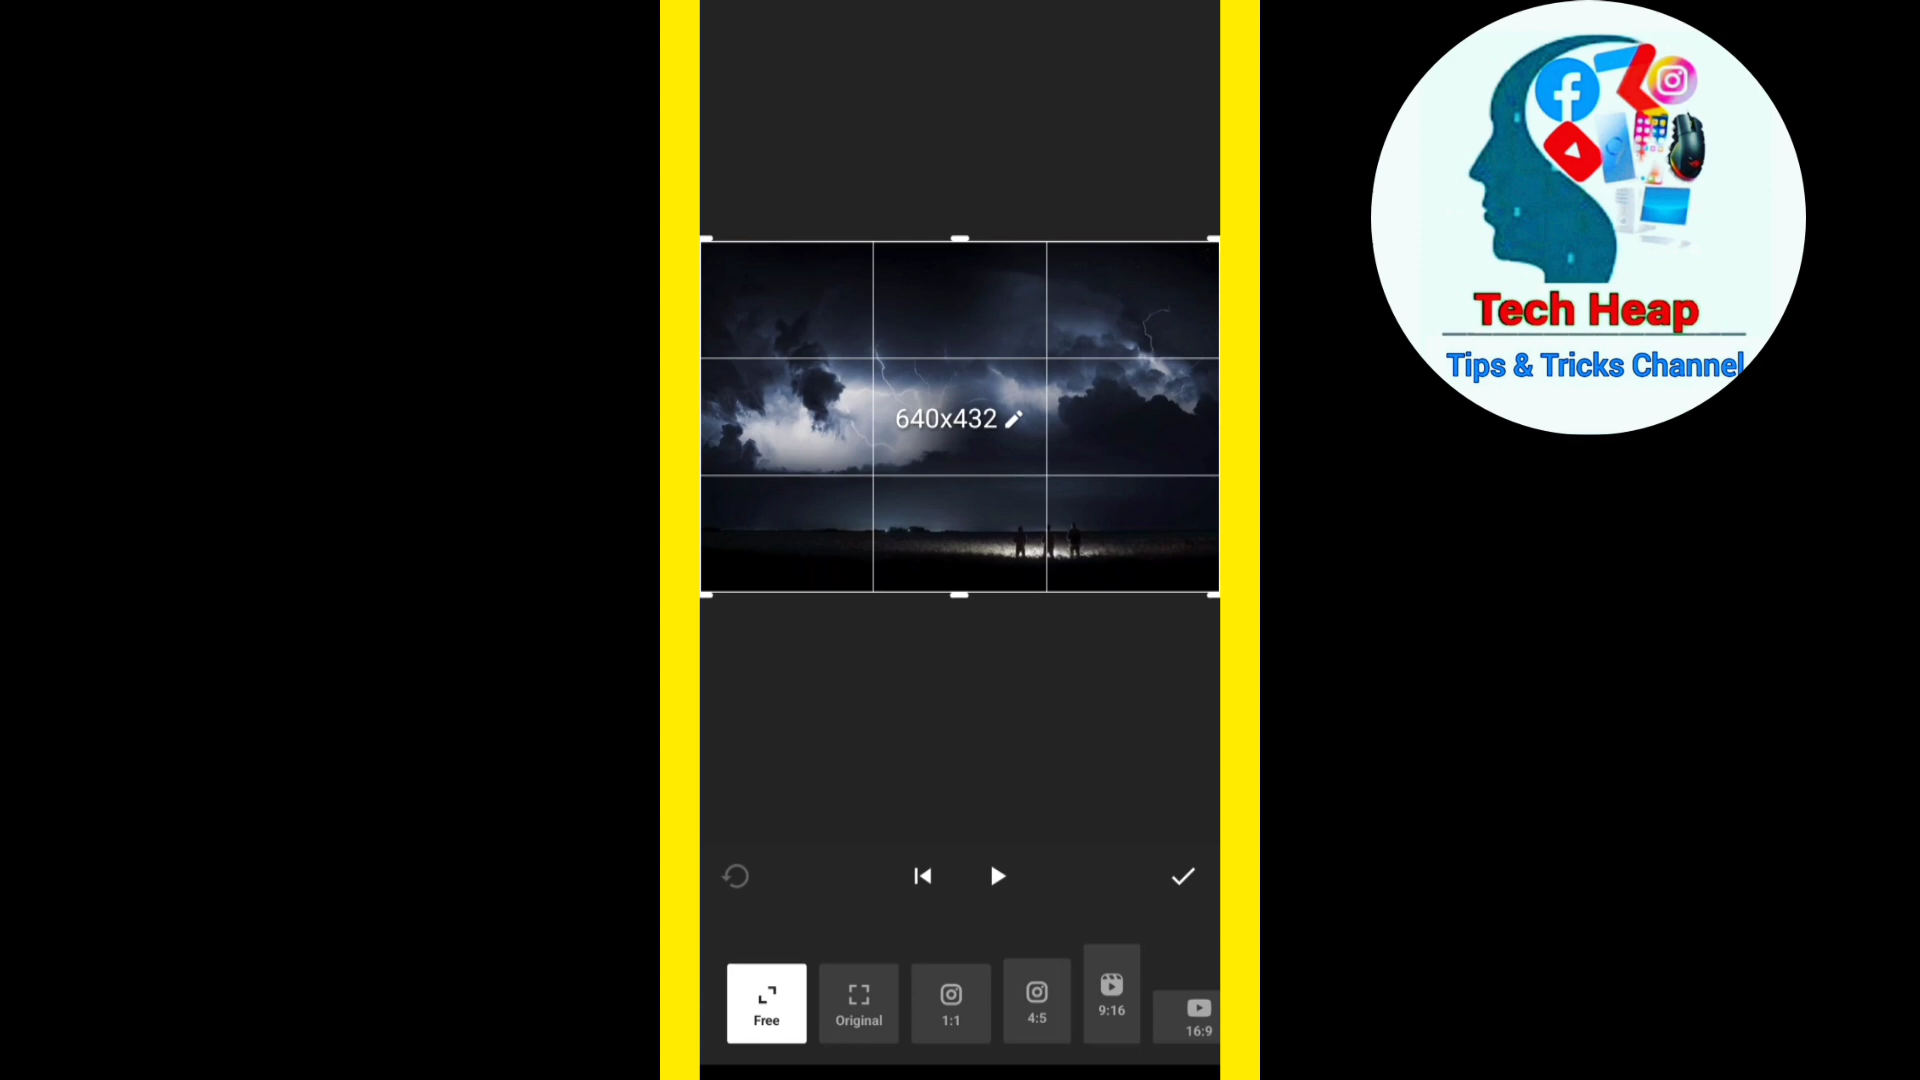 Tech Heap
Tips & Tricks Channel
640x432
Free
Original
1:1
4:5
9:16
16:9